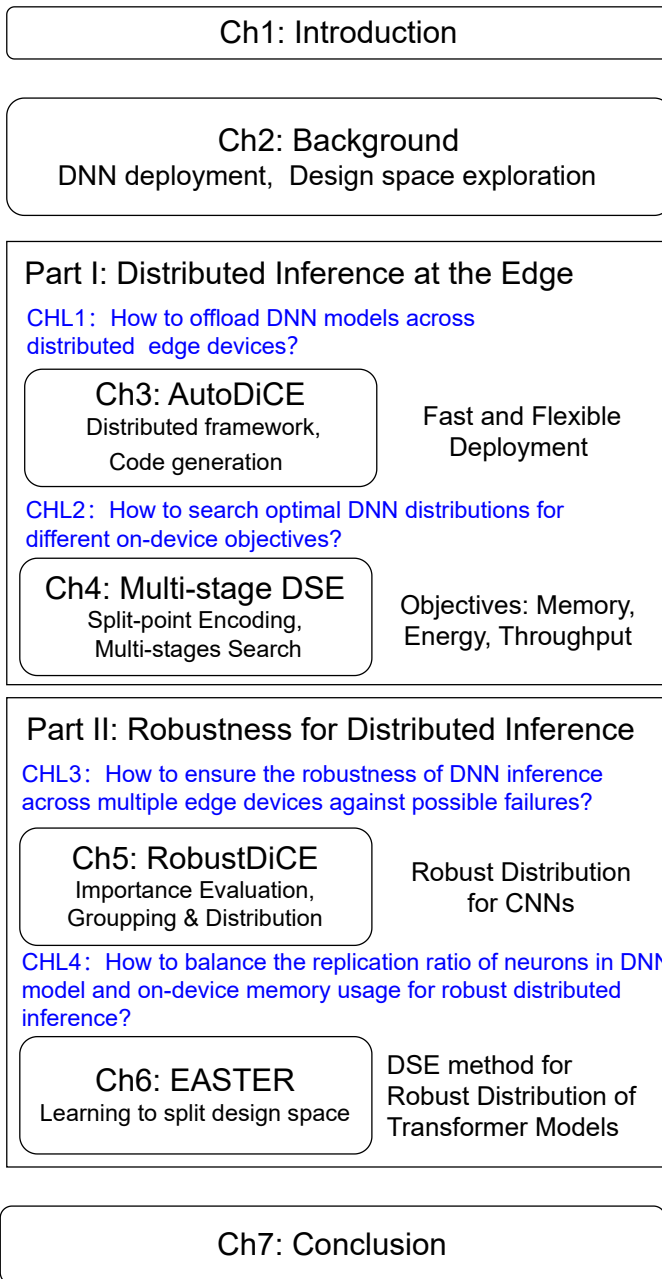 Ch1: Introduction
Ch2: Background
DNN deployment,  Design space exploration
Part I: Distributed Inference at the Edge
CHL1：How to offload DNN models across
distributed  edge devices?
Ch3: AutoDiCE
Distributed framework,
Code generation
Fast and Flexible
Deployment
CHL2：How to search optimal DNN distributions for
different on-device objectives?
Ch4: Multi-stage DSE
Split-point Encoding,
Multi-stages Search
Objectives: Memory,
Energy, Throughput
Part II: Robustness for Distributed Inference
CHL3：How to ensure the robustness of DNN inference
across multiple edge devices against possible failures?
Ch5: RobustDiCE
Importance Evaluation,
Groupping & Distribution
Robust Distribution
for CNNs
CHL4：How to balance the replication ratio of neurons in DNN
model and on-device memory usage for robust distributed
inference?
Ch6: EASTER
Learning to split design space
DSE method for
Robust Distribution of
Transformer Models
Ch7: Conclusion